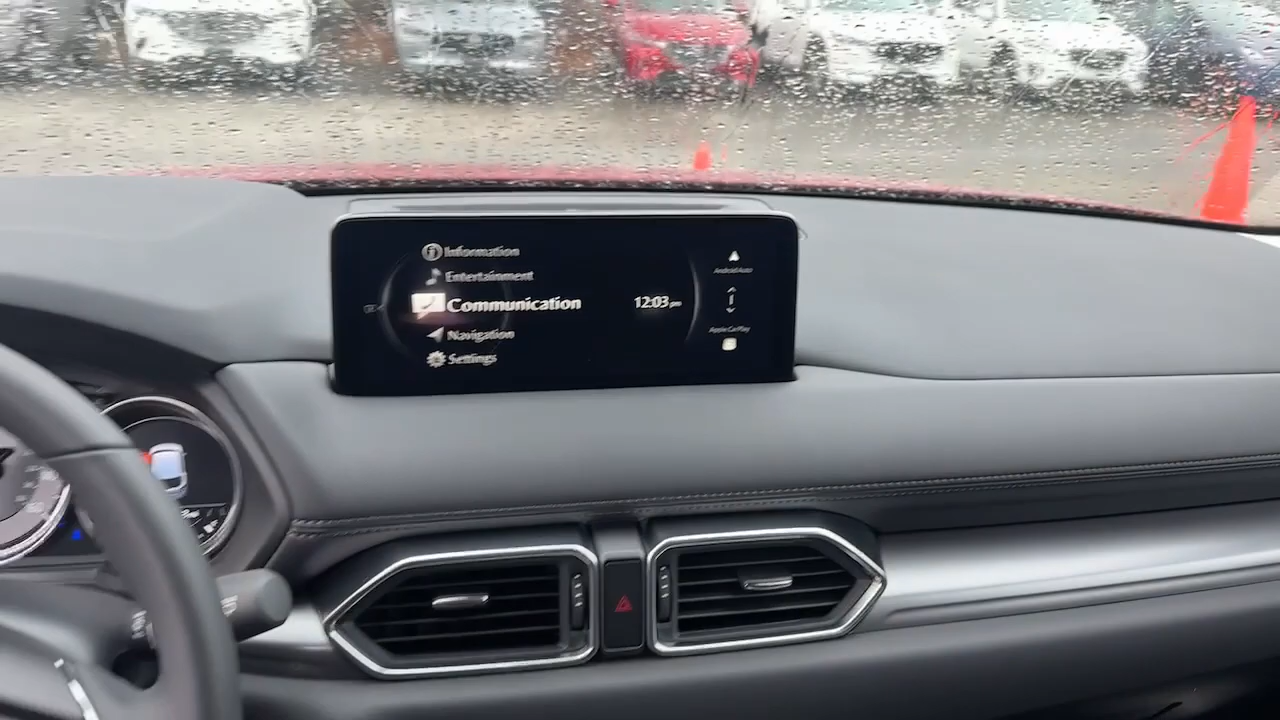 Information
Entertainment
Communication
Navigation
Settings
12:03 pm
Android Auto
Apple CarPlay